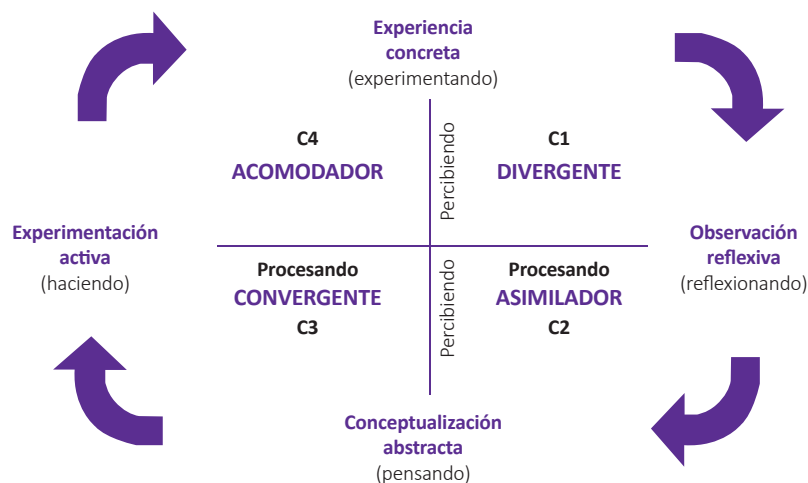 Experiencia
concreta
(experimentando)
C4
ACOMODADOR
Percibiendo
C1
DIVERGENTE
Experimentación
activa
(haciendo)
Observación
reflexiva
(reflexionando)
Procesando
CONVERGENTE
C3
Percibiendo
Procesando
ASIMILADOR
C2
Conceptualización
abstracta
(pensando)